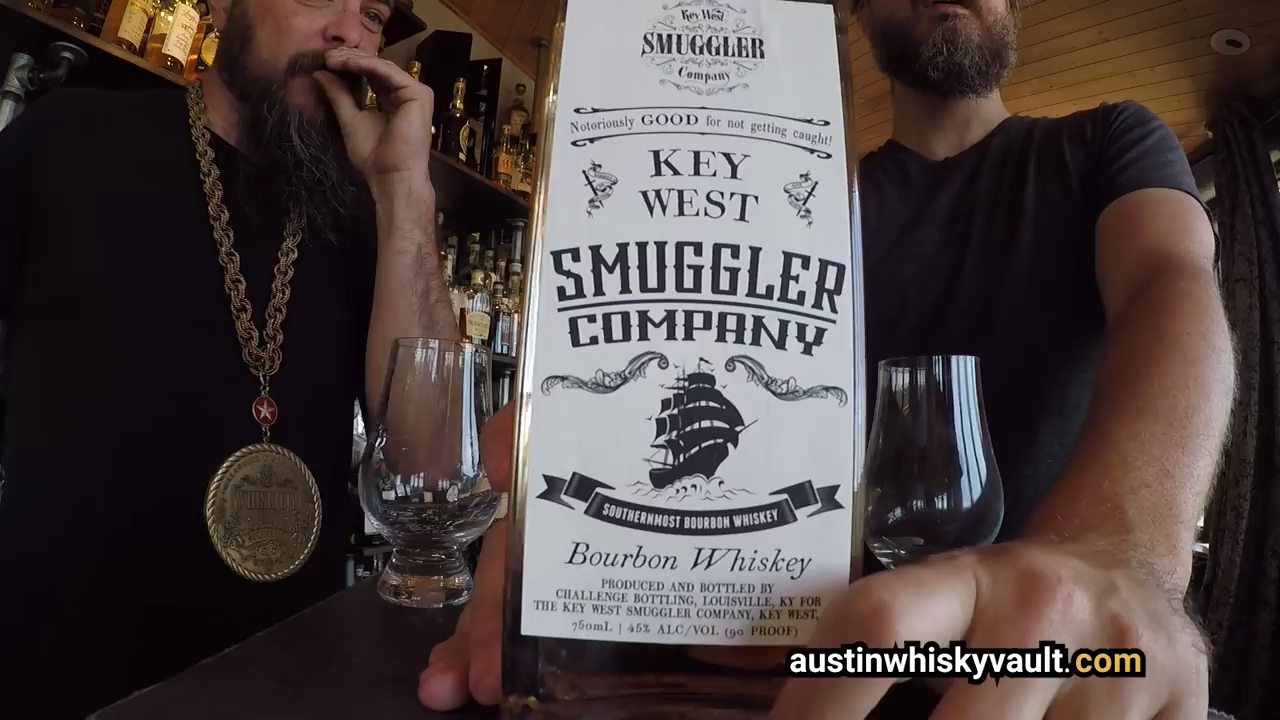 Key West
SMUGGLER
Company
Notoriously GOOD for not getting caught!
KEY
WEST
SMUGGLER
COMPANY
SOUTHERNMOST BOURBON WHISKEY
Bourbon Whiskey
PRODUCED AND BOTTLED BY
CHALLENGE BOTTLING, LOUISVILLE, KY FOR
THE KEY WEST SMUGGLER COMPANY, KEY WEST,
750mL | 45% ALC/VOL (90 PROOF)
austinwhiskyvault.com